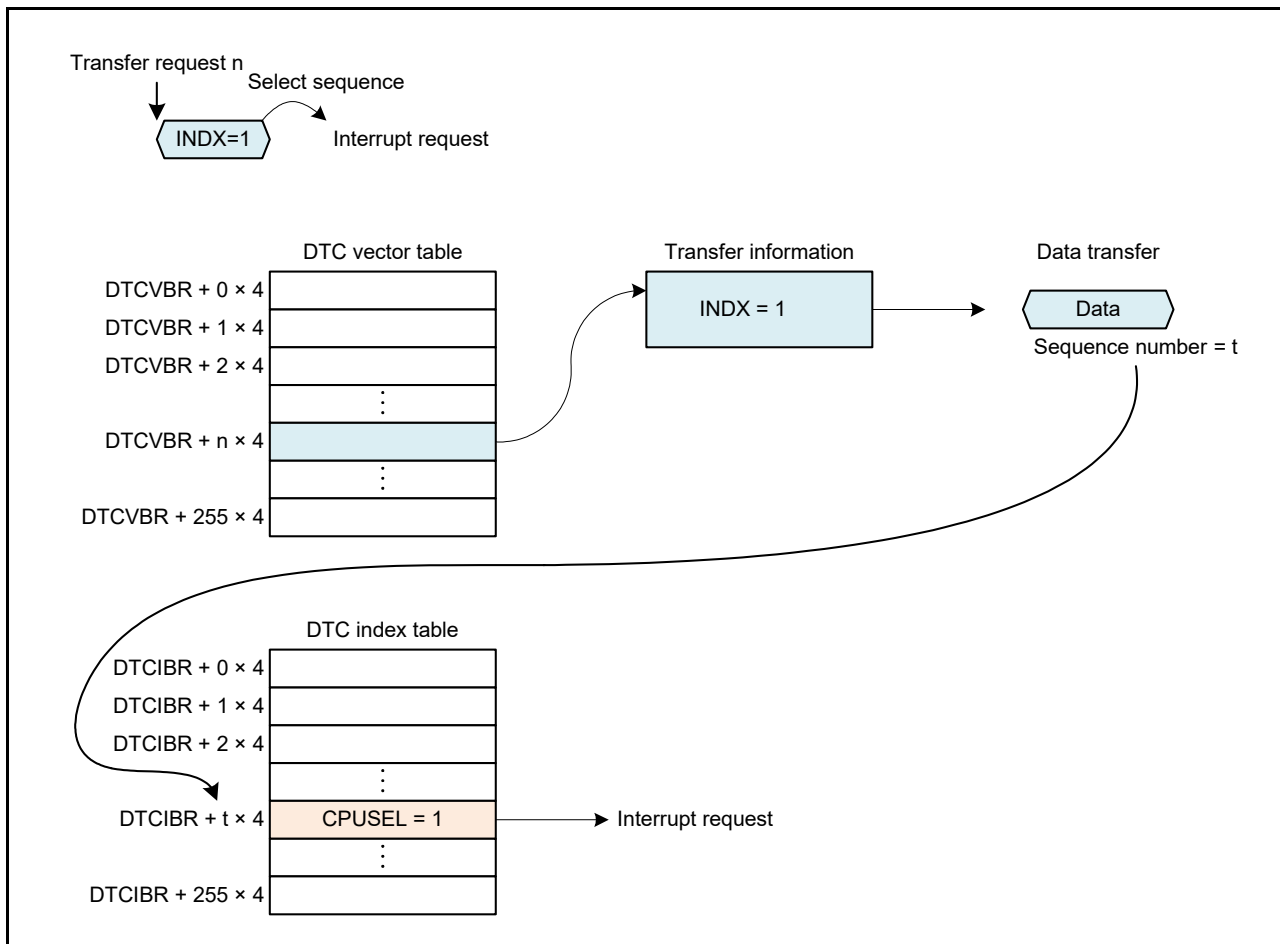 Transfer request n
Select sequence
INDX=1
Interrupt request
DTC vector table
Transfer information
Data transfer
DTCVBR + 0 × 4
DTCVBR + 1 × 4
DTCVBR + 2 × 4
⋮
DTCVBR + n × 4
⋮
DTCVBR + 255 × 4
INDX = 1
Data
Sequence number = t
DTC index table
DTCIBR + 0 × 4
DTCIBR + 1 × 4
DTCIBR + 2 × 4
⋮
DTCIBR + t × 4
CPUSEL = 1
Interrupt request
⋮
DTCIBR + 255 × 4